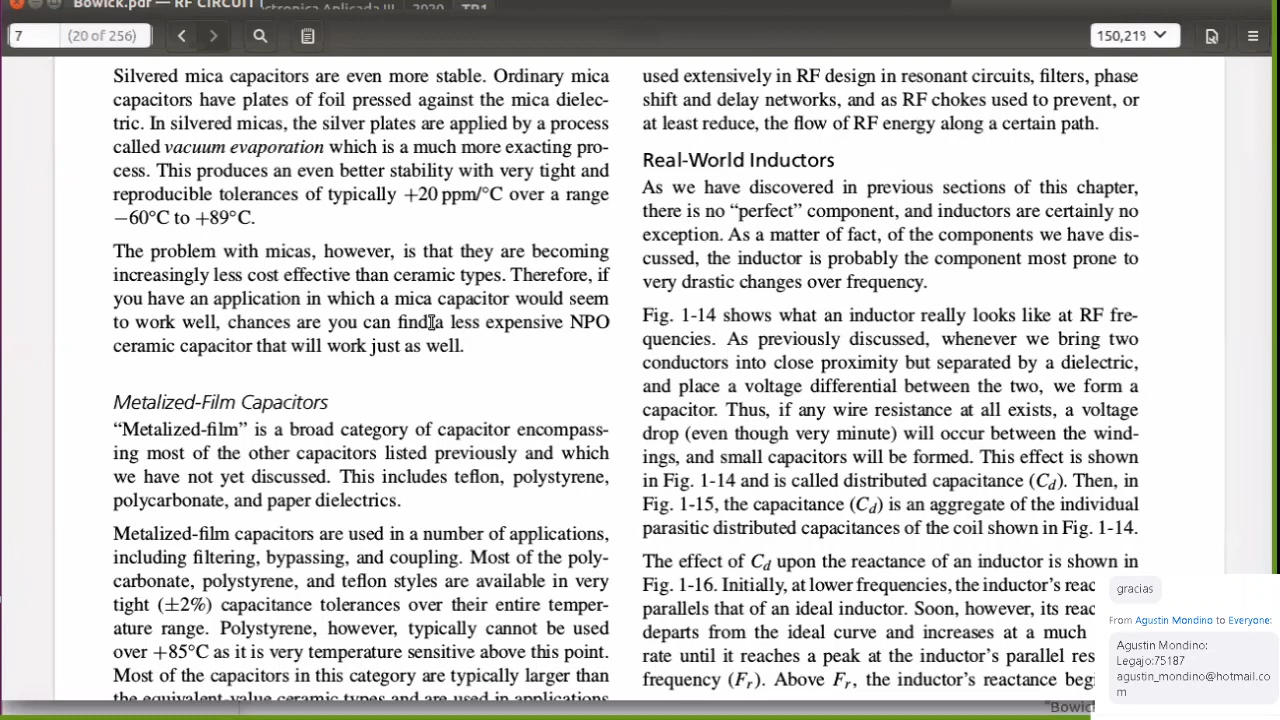 Bowick.pdf — RF CIRCUIT
ctronica Aplicada III
2020
TP1
7
(20 of 256)
150,21%
Silvered mica capacitors are even more stable. Ordinary mica
capacitors have plates of foil pressed against the mica dielec-
tric. In silvered micas, the silver plates are applied by a process
called vacuum evaporation which is a much more exacting pro-
cess. This produces an even better stability with very tight and
reproducible tolerances of typically +20 ppm/°C over a range
−60°C to +89°C.
The problem with micas, however, is that they are becoming
increasingly less cost effective than ceramic types. Therefore, if
you have an application in which a mica capacitor would seem
to work well, chances are you can find a less expensive NPO
ceramic capacitor that will work just as well.
Metalized-Film Capacitors
“Metalized-film” is a broad category of capacitor encompass-
ing most of the other capacitors listed previously and which
we have not yet discussed. This includes teflon, polystyrene,
polycarbonate, and paper dielectrics.
Metalized-film capacitors are used in a number of applications,
including filtering, bypassing, and coupling. Most of the poly-
carbonate, polystyrene, and teflon styles are available in very
tight (±2%) capacitance tolerances over their entire temper-
ature range. Polystyrene, however, typically cannot be used
over +85°C as it is very temperature sensitive above this point.
Most of the capacitors in this category are typically larger than
the equivalent-value ceramic types and are used in applications
used extensively in RF design in resonant circuits, filters, phase
shift and delay networks, and as RF chokes used to prevent, or
at least reduce, the flow of RF energy along a certain path.
Real-World Inductors
As we have discovered in previous sections of this chapter,
there is no “perfect” component, and inductors are certainly no
exception. As a matter of fact, of the components we have dis-
cussed, the inductor is probably the component most prone to
very drastic changes over frequency.
Fig. 1-14 shows what an inductor really looks like at RF fre-
quencies. As previously discussed, whenever we bring two
conductors into close proximity but separated by a dielectric,
and place a voltage differential between the two, we form a
capacitor. Thus, if any wire resistance at all exists, a voltage
drop (even though very minute) will occur between the wind-
ings, and small capacitors will be formed. This effect is shown
in Fig. 1-14 and is called distributed capacitance (Cd). Then, in
Fig. 1-15, the capacitance (Cd) is an aggregate of the individual
parasitic distributed capacitances of the coil shown in Fig. 1-14.
The effect of Cd upon the reactance of an inductor is shown in
Fig. 1-16. Initially, at lower frequencies, the inductor’s reac
parallels that of an ideal inductor. Soon, however, its reac
departs from the ideal curve and increases at a much
rate until it reaches a peak at the inductor’s parallel res
frequency (Fr). Above Fr, the inductor’s reactance beg
gracias
From Agustin Mondino to Everyone:
Agustin Mondino:
Legajo:75187
agustin_mondino@hotmail.co
m
"Bowic